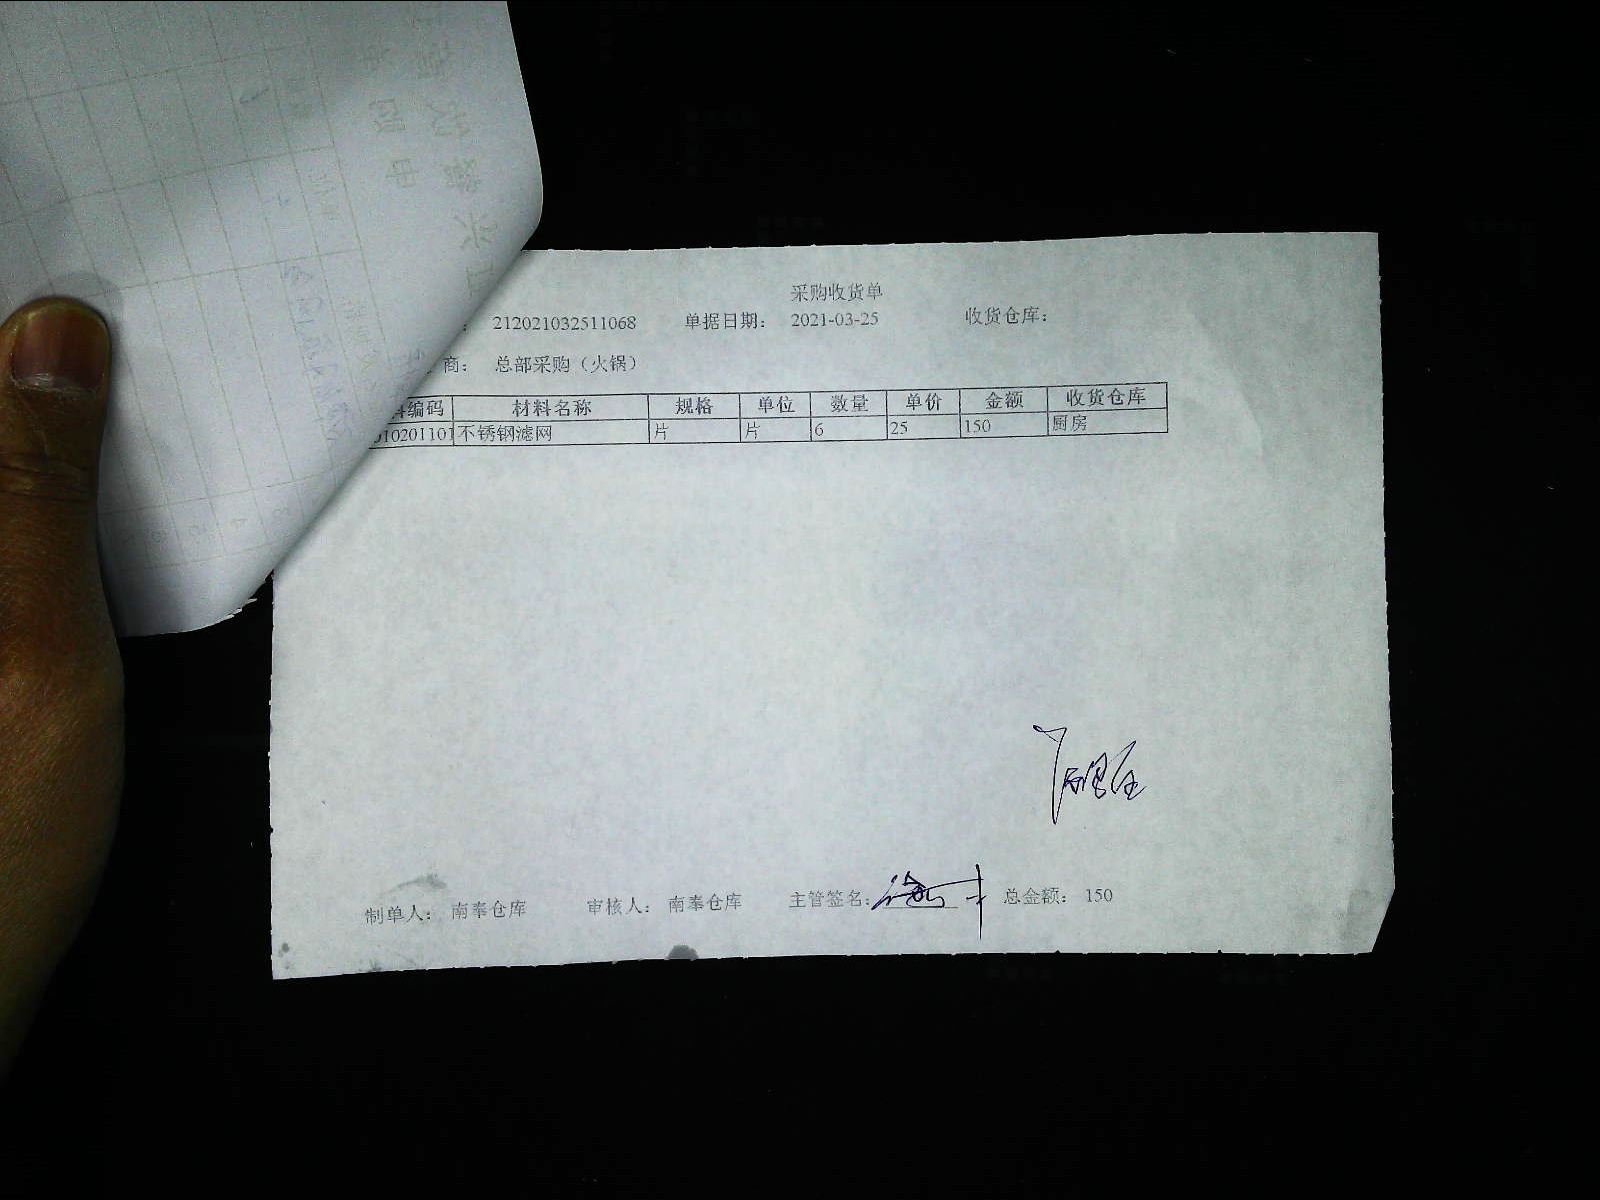 采购收货单
： 212021032511068 单据日期： 2021-03-25 收货仓库：
商： 总部采购（火锅）
编码 材料名称 规格 单位 数量 单价 金额 收货仓库
010201101 不锈钢滤网 片 片 6 25 150 厨房
制单人： 南奉仓库 审核人： 南奉仓库 主管签名： 总金额： 150